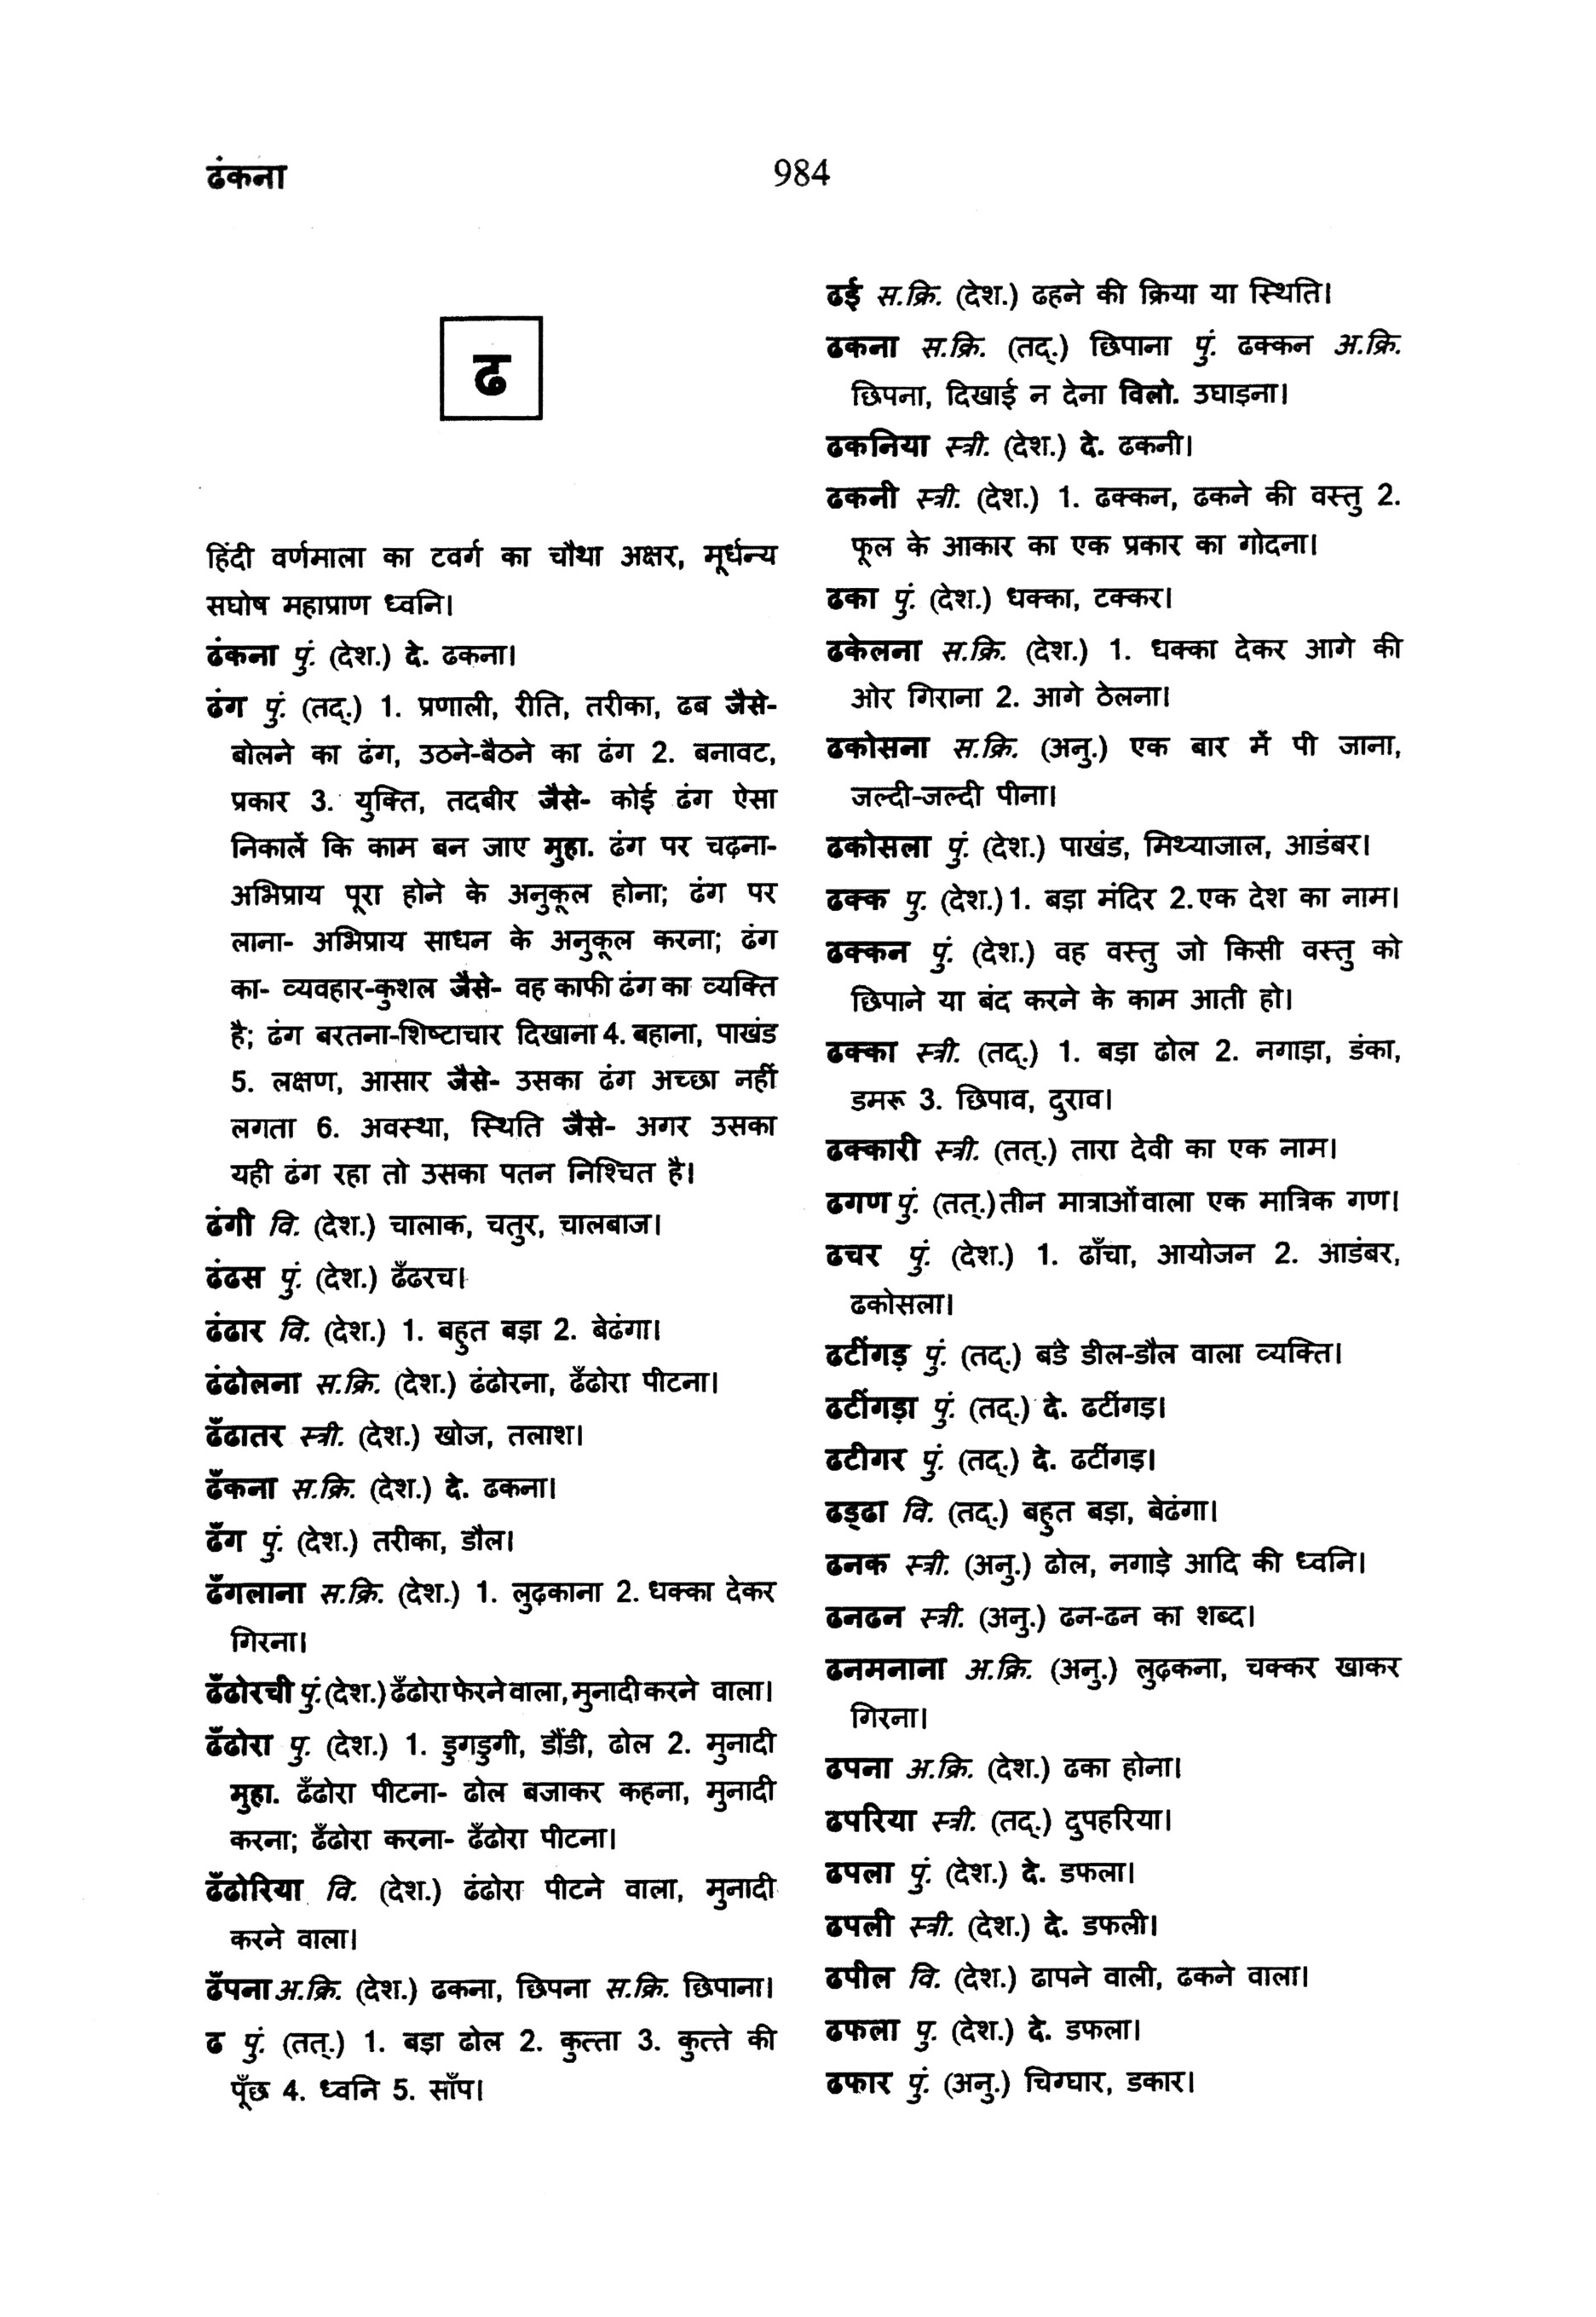 ढंकना
984
ढ
हिंदी वर्णमाला का टवर्ग का चौथा अक्षर, मूर्धन्य
सघोष महाप्राण ध्वनि।
ढंकना पुं. (देश.) दे. ढकना।
ढंग पुं. (तद्.) 1. प्रणाली, रीति, तरीका, ढब जैसे-
बोलने का ढंग, उठने-बैठने का ढंग 2. बनावट,
प्रकार 3. युक्ति, तदबीर जैसे- कोई ढंग ऐसा
निकालें कि काम बन जाए मुहा. ढंग पर चढ़ना-
अभिप्राय पूरा होने के अनुकूल होना; ढंग पर
लाना- अभिप्राय साधन के अनुकूल करना; ढंग
का- व्यवहार-कुशल जैसे- वह काफी ढंग का व्यक्ति
है; ढंग बरतना-शिष्टाचार दिखाना 4. बहाना, पाखंड
5. लक्षण, आसार जैसे- उसका ढंग अच्छा नहीं
लगता 6. अवस्था, स्थिति जैसे- अगर उसका
यही ढंग रहा तो उसका पतन निश्चित है।
ढंगी वि. (देश.) चालाक, चतुर, चालबाज।
ढंढस पुं. (देश.) ढँढरच।
ढंढार वि. (देश.) 1. बहुत बड़ा 2. बेढंगा।
ढंढोलना स.क्रि. (देश.) ढंढोरना, ढँढोरा पीटना।
ढँढातर स्त्री. (देश.) खोज, तलाश।
ढँकना स.क्रि. (देश.) दे. ढकना।
ढँग पुं. (देश.) तरीका, डौल।
ढँगलाना स.क्रि. (देश.) 1. लुढ़काना 2. धक्का देकर
गिरना।
ढँढोरची पुं. (देश.) ढँढोरा फेरने वाला, मुनादी करने वाला।
ढँढोरा पु. (देश.) 1. डुगडुगी, डौंडी, ढोल 2. मुनादी
मुहा. ढँढोरा पीटना- ढोल बजाकर कहना, मुनादी
करना; ढँढोरा करना- ढँढोरा पीटना।
ढँढोरिया वि. (देश.) ढंढोरा पीटने वाला, मुनादी
करने वाला।
ढँपना अ.क्रि. (देश.) ढकना, छिपना स.क्रि. छिपाना।
ढ पुं. (तत्.) 1. बड़ा ढोल 2. कुत्ता 3. कुत्ते की
पूँछ 4. ध्वनि 5. साँप।
ढई स.क्रि. (देश.) ढहने की क्रिया या स्थिति।
ढकना स.क्रि. (तद्.) छिपाना पुं. ढक्कन अ.क्रि.
छिपना, दिखाई न देना विलो. उघाड़ना।
ढकनिया स्त्री. (देश.) दे. ढकनी।
ढकनी स्त्री. (देश.) 1. ढक्कन, ढकने की वस्तु 2.
फूल के आकार का एक प्रकार का गोदना।
ढका पुं. (देश.) धक्का, टक्कर।
ढकेलना स.क्रि. (देश.) 1. धक्का देकर आगे की
ओर गिराना 2. आगे ठेलना।
ढकोसना स.क्रि. (अनु.) एक बार में पी जाना,
जल्दी-जल्दी पीना।
ढकोसला पुं. (देश.) पाखंड, मिथ्याजाल, आडंबर।
ढक्क पु. (देश.) 1. बड़ा मंदिर 2. एक देश का नाम।
ढक्कन पुं. (देश.) वह वस्तु जो किसी वस्तु को
छिपाने या बंद करने के काम आती हो।
ढक्का स्त्री. (तद्.) 1. बड़ा ढोल 2. नगाड़ा, डंका,
डमरू 3. छिपाव, दुराव।
ढक्कारी स्त्री. (तत्.) तारा देवी का एक नाम।
ढगण पुं. (तत्.) तीन मात्राओं वाला एक मात्रिक गण।
ढचर पुं. (देश.) 1. ढाँचा, आयोजन 2. आडंबर,
ढकोसला।
ढटींगड़ पुं. (तद्.) बडे डील-डौल वाला व्यक्ति।
ढटींगड़ा पुं. (तद्.) दे. ढटींगड़।
ढटीगर पुं. (तद्.) दे. ढटींगड़।
ढड्ढा वि. (तद्.) बहुत बड़ा, बेढंगा।
ढनक स्त्री. (अनु.) ढोल, नगाड़े आदि की ध्वनि।
ढनढन स्त्री. (अनु.) ढन-ढन का शब्द।
ढनमनाना अ.क्रि. (अनु.) लुढ़कना, चक्कर खाकर
गिरना।
ढपना अ.क्रि. (देश.) ढका होना।
ढपरिया स्त्री. (तद्.) दुपहरिया।
ढपला पुं. (देश.) दे. डफला।
ढपली स्त्री. (देश.) दे. डफली।
ढपील वि. (देश.) ढापने वाली, ढकने वाला।
ढफला पु. (देश.) दे. डफला।
ढफार पुं. (अनु.) चिग्घार, डकार।